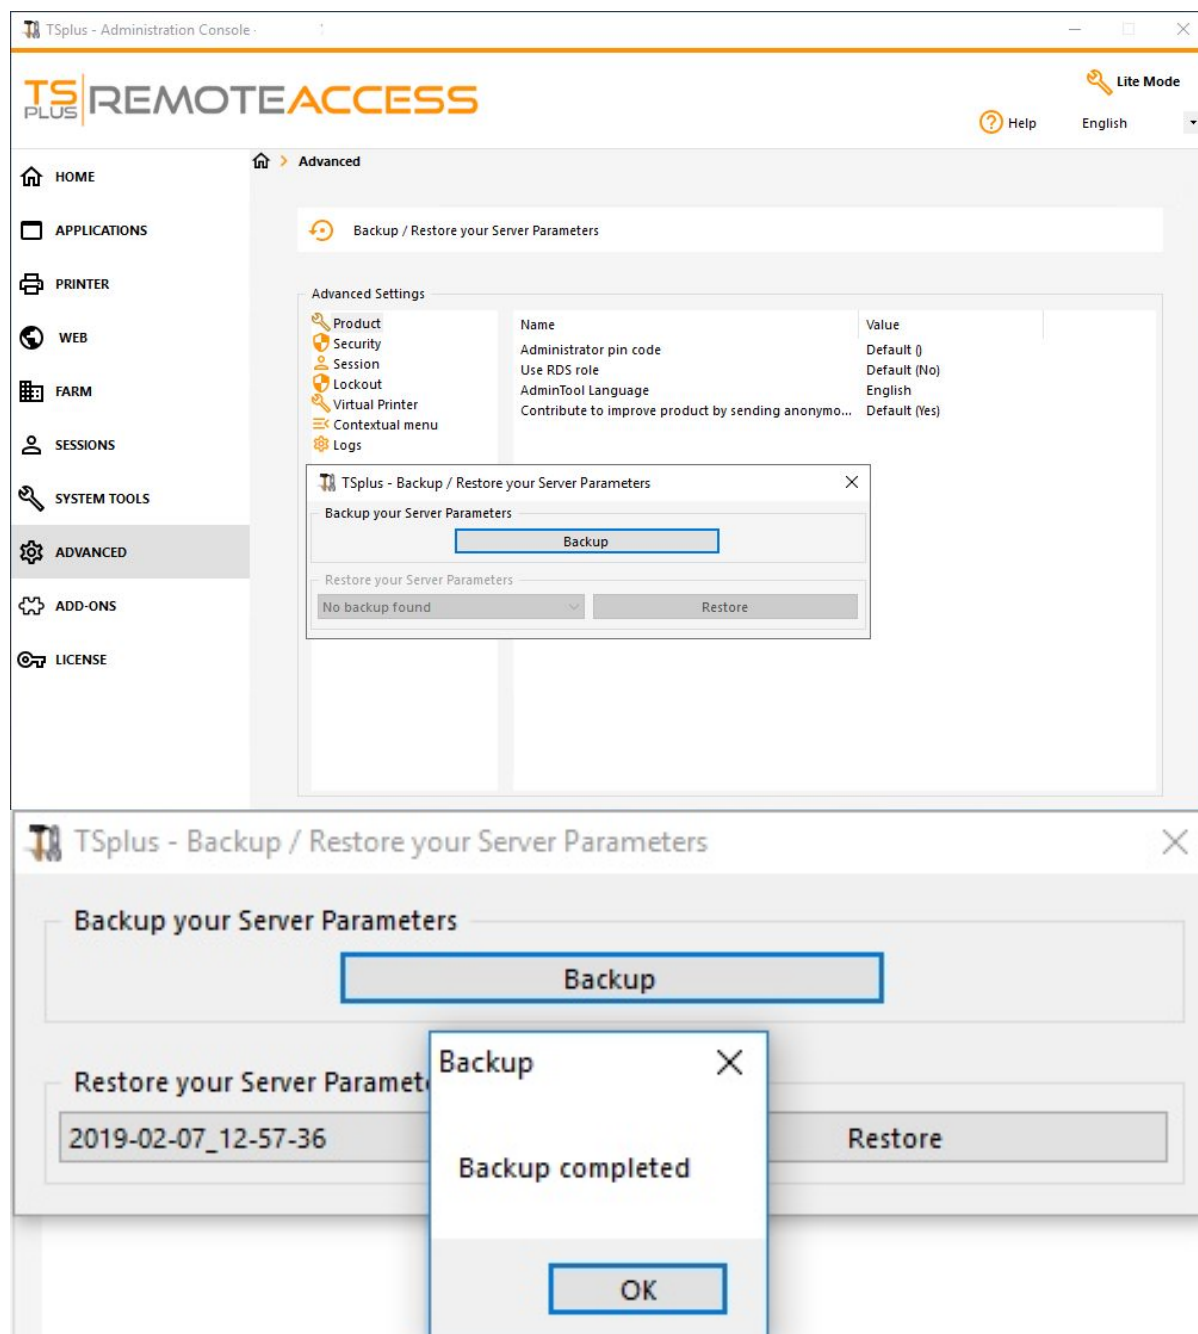 TSplus - Administration Console -
TS PLUS REMOTEACCESS
Lite Mode
Help English
HOME
APPLICATIONS
PRINTER
WEB
FARM
SESSIONS
SYSTEM TOOLS
ADVANCED
ADD-ONS
LICENSE
Advanced
Backup / Restore your Server Parameters
Advanced Settings
Product
Security
Session
Lockout
Virtual Printer
Contextual menu
Logs
Name Value
Administrator pin code Default ()
Use RDS role Default (No)
AdminTool Language English
Contribute to improve product by sending anonymo... Default (Yes)
TSplus - Backup / Restore your Server Parameters
Backup your Server Parameters
Backup
Restore your Server Parameters
No backup found Restore
TSplus - Backup / Restore your Server Parameters
Backup your Server Parameters
Backup
Restore your Server Paramet
2019-02-07_12-57-36 Restore
Backup
Backup completed
OK